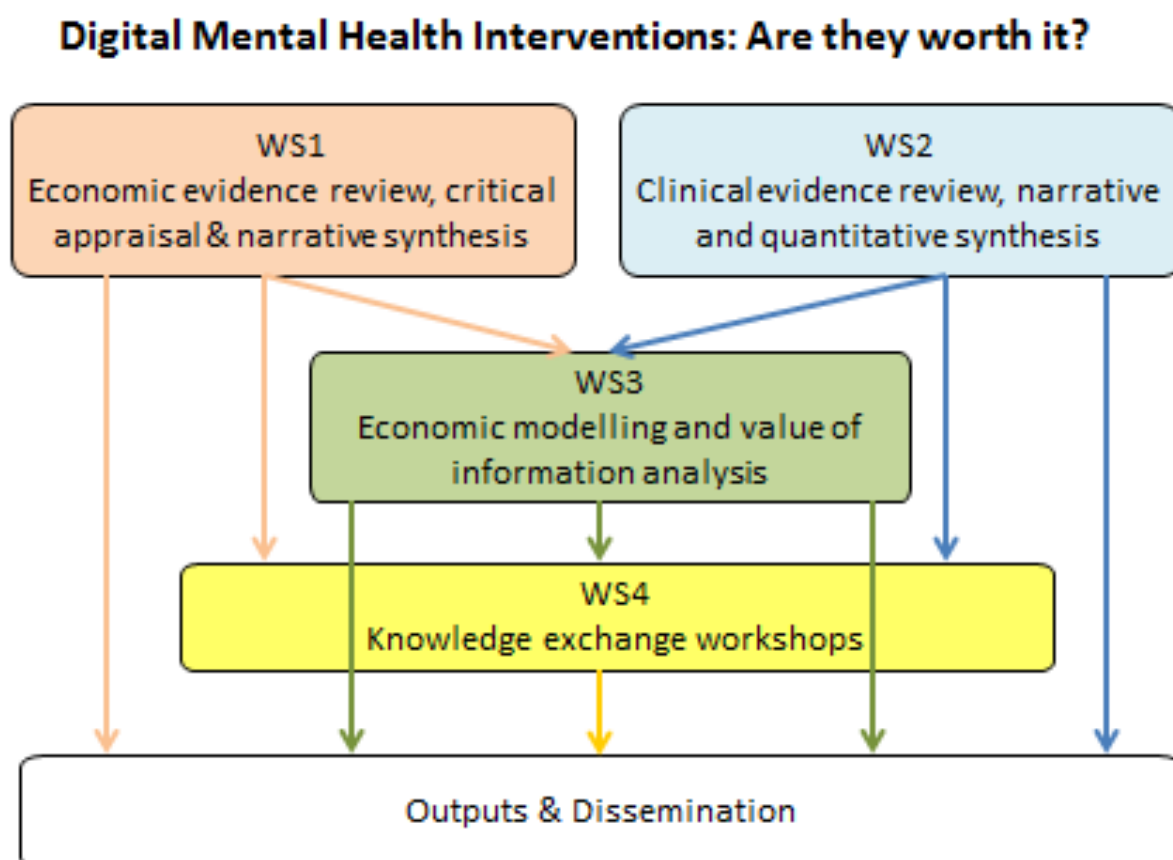 Digital Mental Health Interventions: Are they worth it?
WS1
Economic evidence review, critical
appraisal & narrative synthesis
WS2
Clinical evidence review, narrative
and quantitative synthesis
WS3
Economic modelling and value of
information analysis
WS4
Knowledge exchange workshops
Outputs & Dissemination